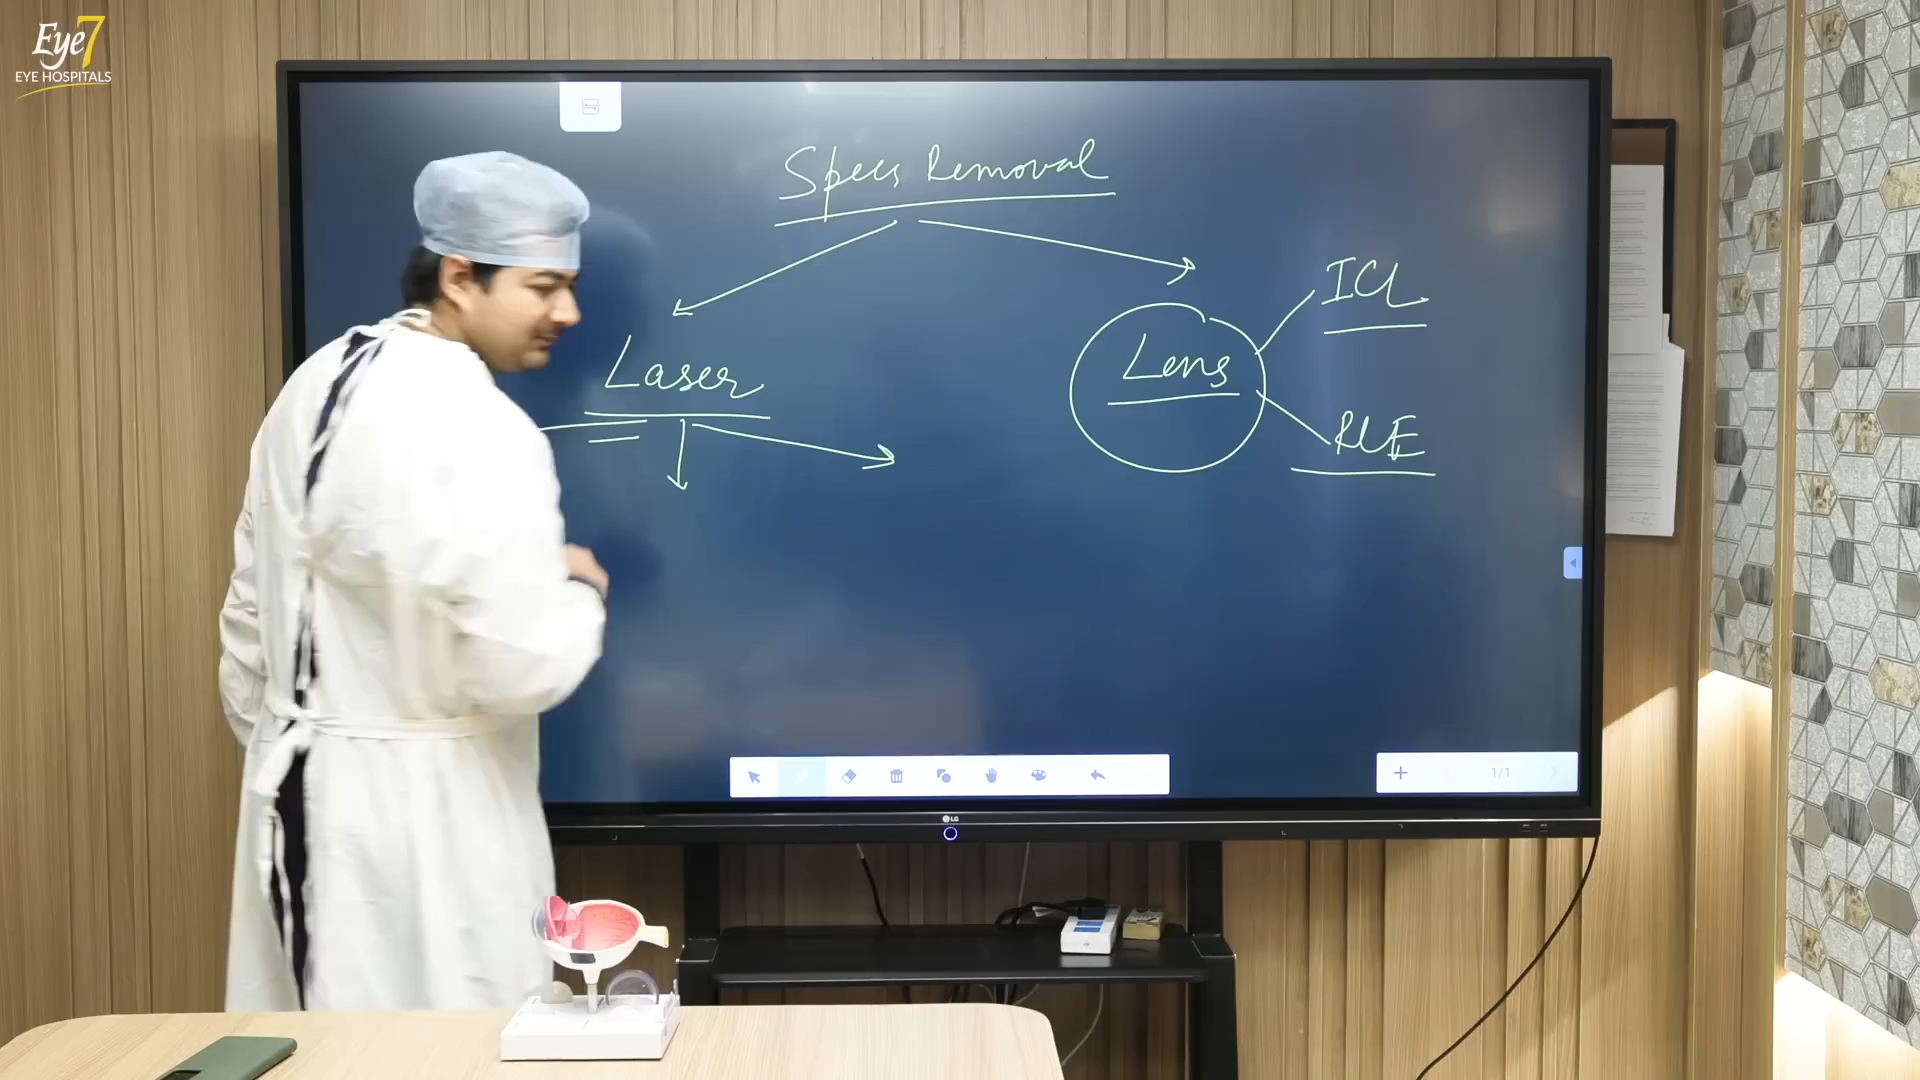 Eye7
EYE HOSPITALS
Specs Removal
Laser
Lens
ICL
RLE
1/1
LG